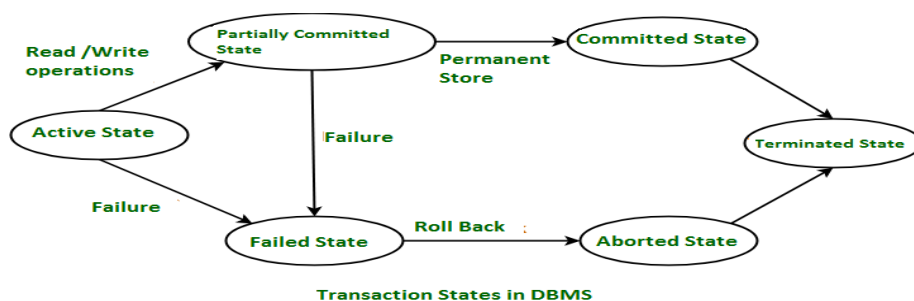 Partially Committed
State
Committed State
Read /Write
operations
Permanent
Store
Active State
Failure
Terminated State
Failure
Roll Back :
Failed State
Aborted State
Transaction States in DBMS